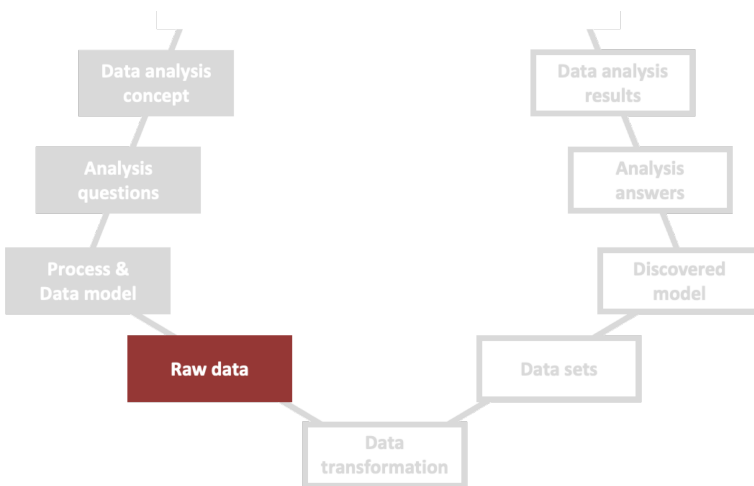 Data analysis
concept
Data analysis
results
Analysis
questions
Analysis
answers
Process &
Data model
Discovered
model
Raw data
Data sets
Data
transformation